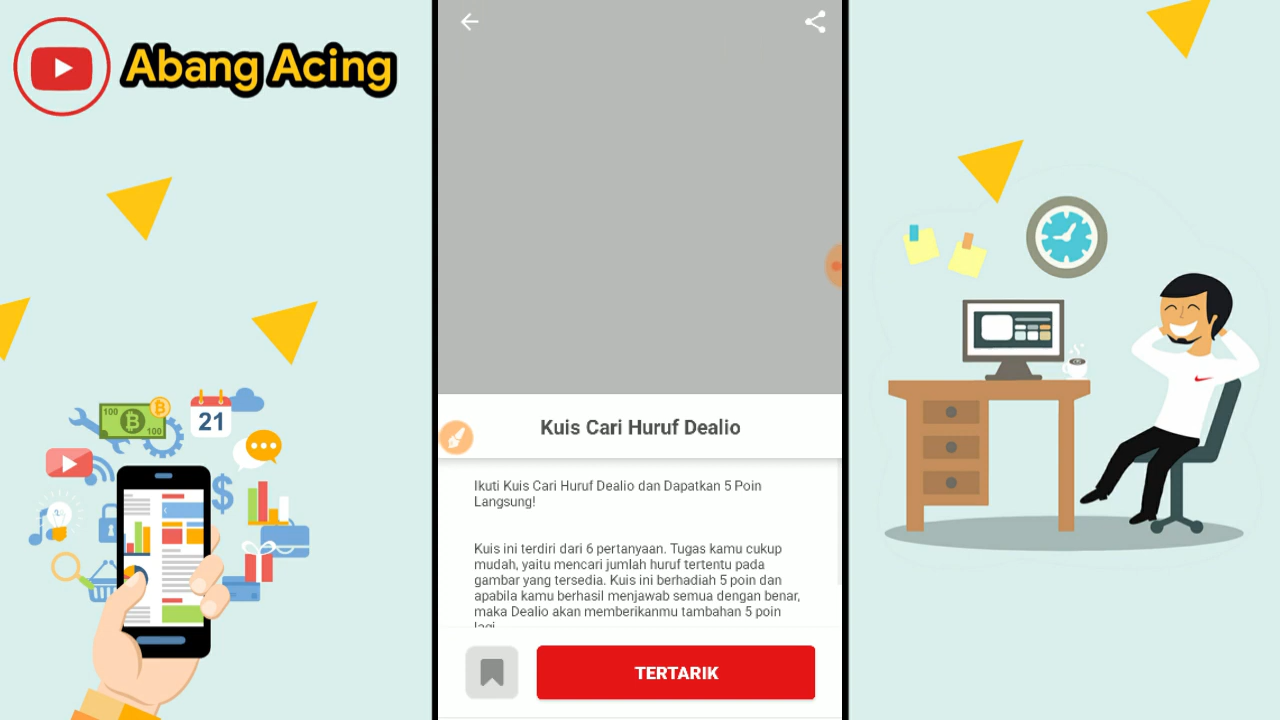 Abang Acing
Kuis Cari Huruf Dealio
Ikuti Kuis Cari Huruf Dealio dan Dapatkan 5 Poin
Langsung!
Kuis ini terdiri dari 6 pertanyaan. Tugas kamu cukup
mudah, yaitu mencari jumlah huruf tertentu pada
gambar yang tersedia. Kuis ini berhadiah 5 poin dan
apabila kamu berhasil menjawab semua dengan benar,
maka Dealio akan memberikanmu tambahan 5 poin
lagi
TERTARIK
100
100
21